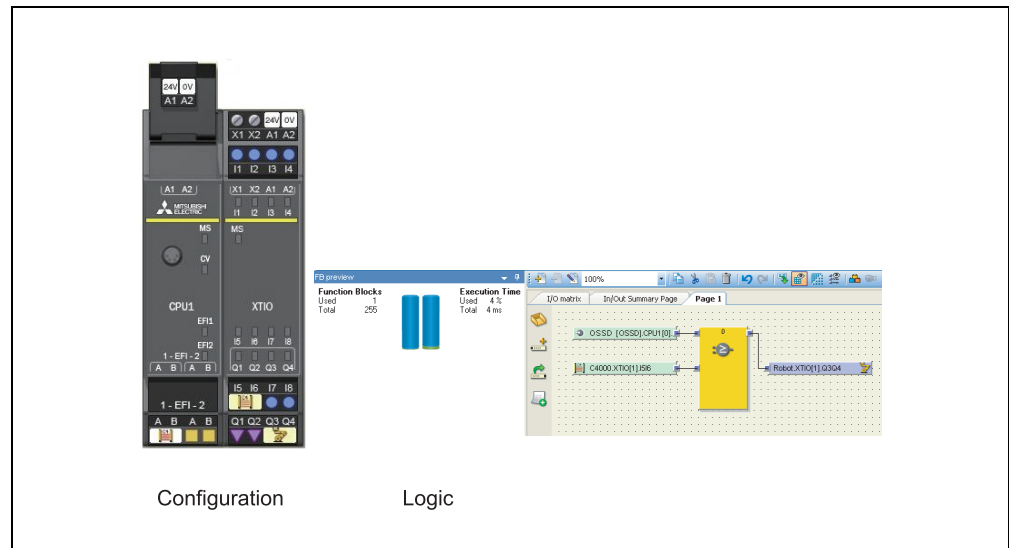 24V 0V
A1 A2
24V 0V
X1 X2 A1 A2
I1 I2 I3 I4
A1 A2
X1 X2 A1 A2
MITSUBISHI
ELECTRIC
I1 I2 I3 I4
MS
MS
CV
CPU1
XTIO
EFI1
EFI2
I5 I6 I7 I8
1 - EFI - 2
A B A B
Q1 Q2 Q3 Q4
I5 I6 I7 I8
1 - EFI - 2
A B A B
Q1 Q2 Q3 Q4
FB preview
Function Blocks
Used 1
Total 255
Execution Time
Used 4 %
Total 4 ms
100%
I/O matrix
In/Out Summary Page
Page 1
OSSD [OSSD].CPU1[0].
C4000.XTIO[1].I5I6
0
≥
Robot.XTIO[1].Q3Q4
Configuration
Logic